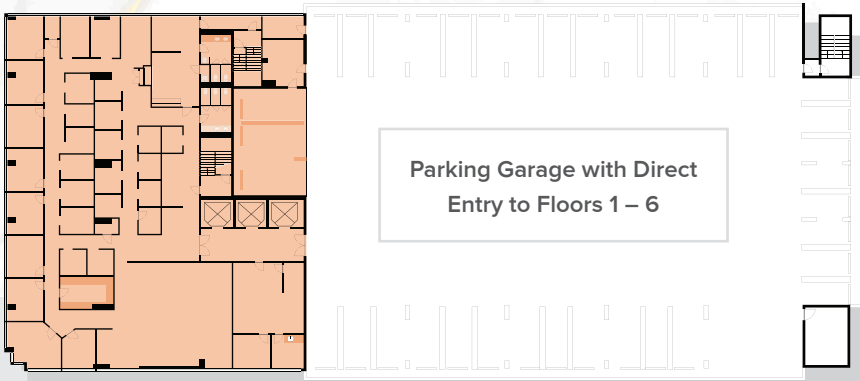 Parking Garage with Direct
Entry to Floors 1 – 6